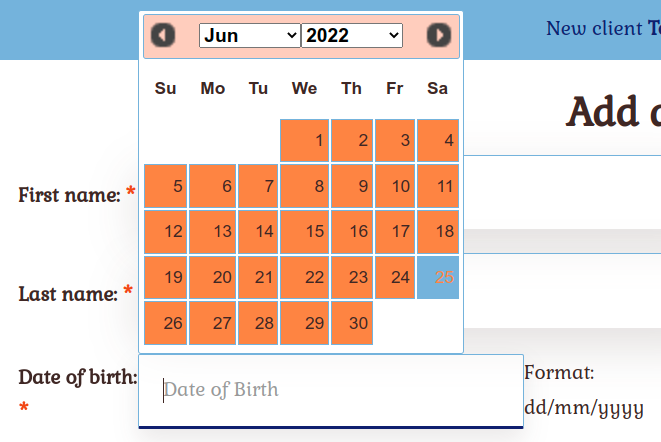 New client
Jun 2022
Su Mo Tu We Th Fr Sa
Add
1 2 3 4
First name: *
5 6 7 8 9 10 11
12 13 14 15 16 17 18
Last name: *
19 20 21 22 23 24 25
26 27 28 29 30
Date of birth:
*
Date of Birth
Format:
dd/mm/yyyy